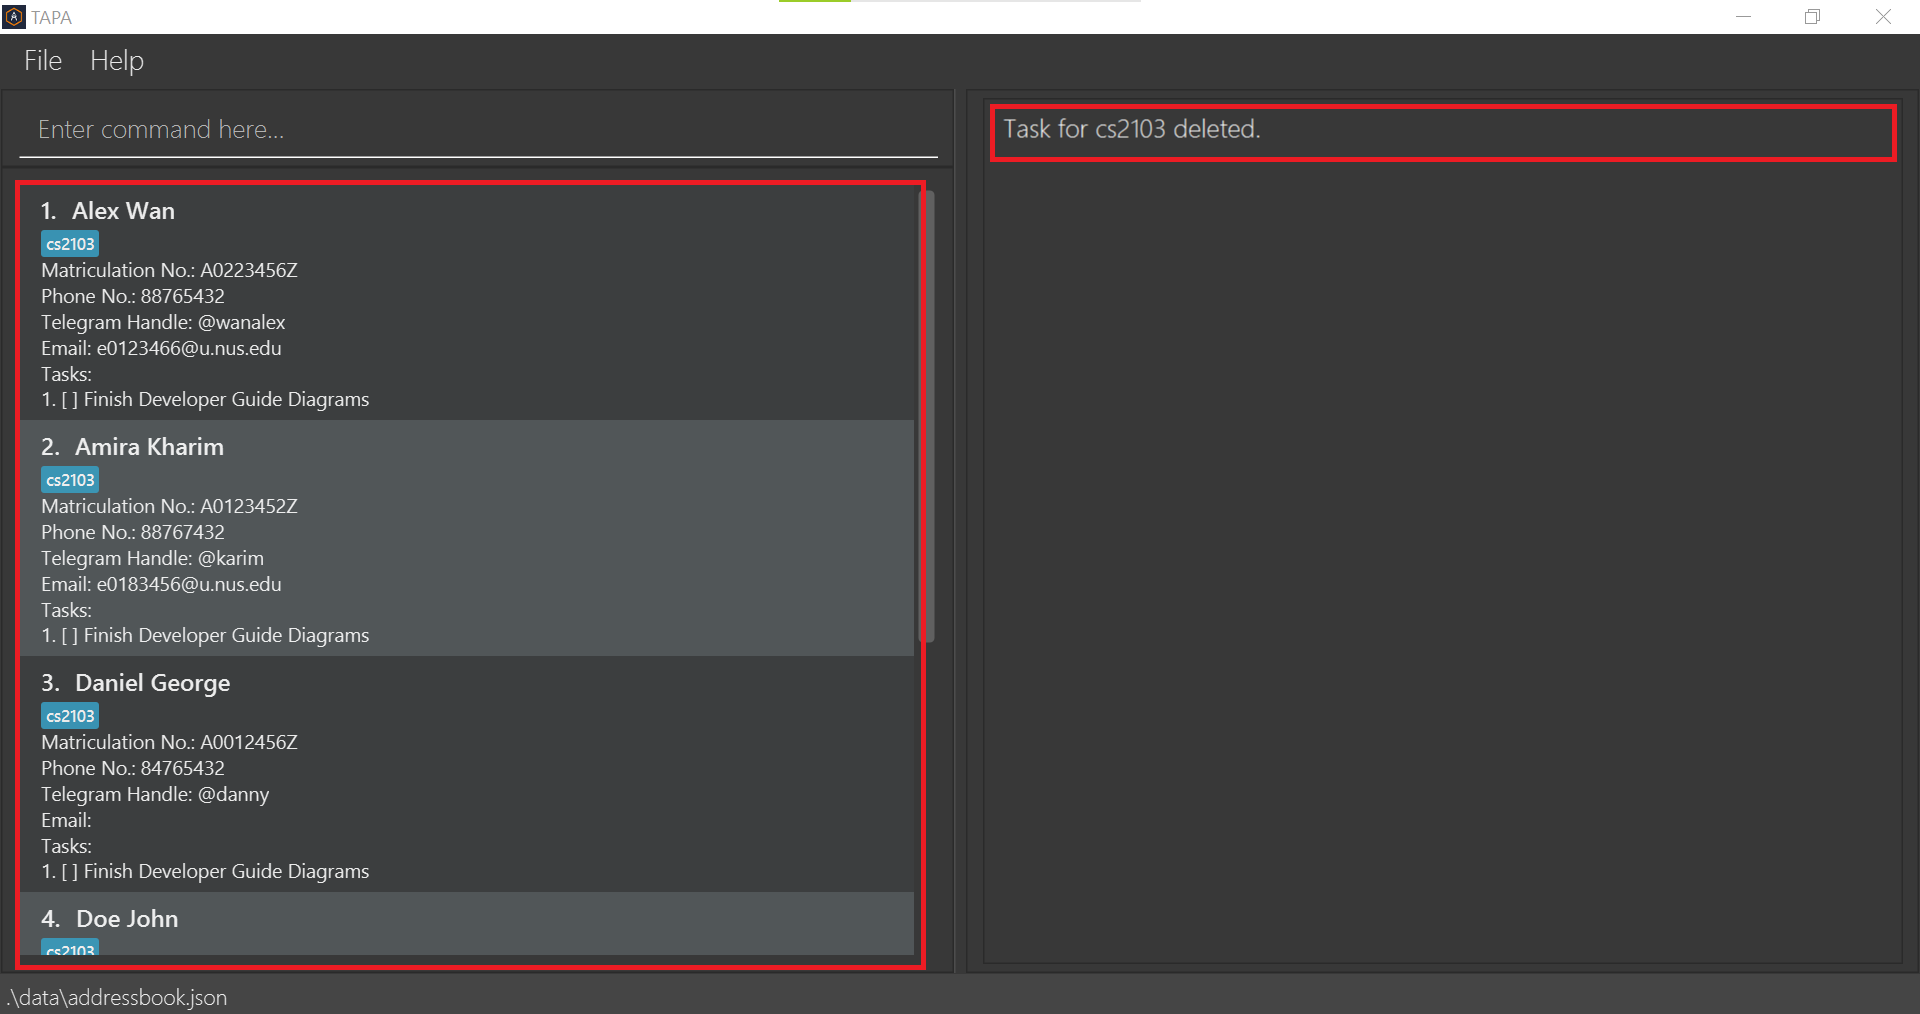 TAPA
File Help
Enter command here...
Task for cs2103 deleted.
1. Alex Wan
cs2103
Matriculation No.: A0223456Z
Phone No.: 88765432
Telegram Handle: @wanalex
Email: e0123466@u.nus.edu
Tasks:
1. [ ] Finish Developer Guide Diagrams
2. Amira Kharim
cs2103
Matriculation No.: A0123452Z
Phone No.: 88767432
Telegram Handle: @karim
Email: e0183456@u.nus.edu
Tasks:
1. [ ] Finish Developer Guide Diagrams
3. Daniel George
cs2103
Matriculation No.: A0012456Z
Phone No.: 84765432
Telegram Handle: @danny
Email:
Tasks:
1. [ ] Finish Developer Guide Diagrams
4. Doe John
cs2103
.\data\addressbook.json